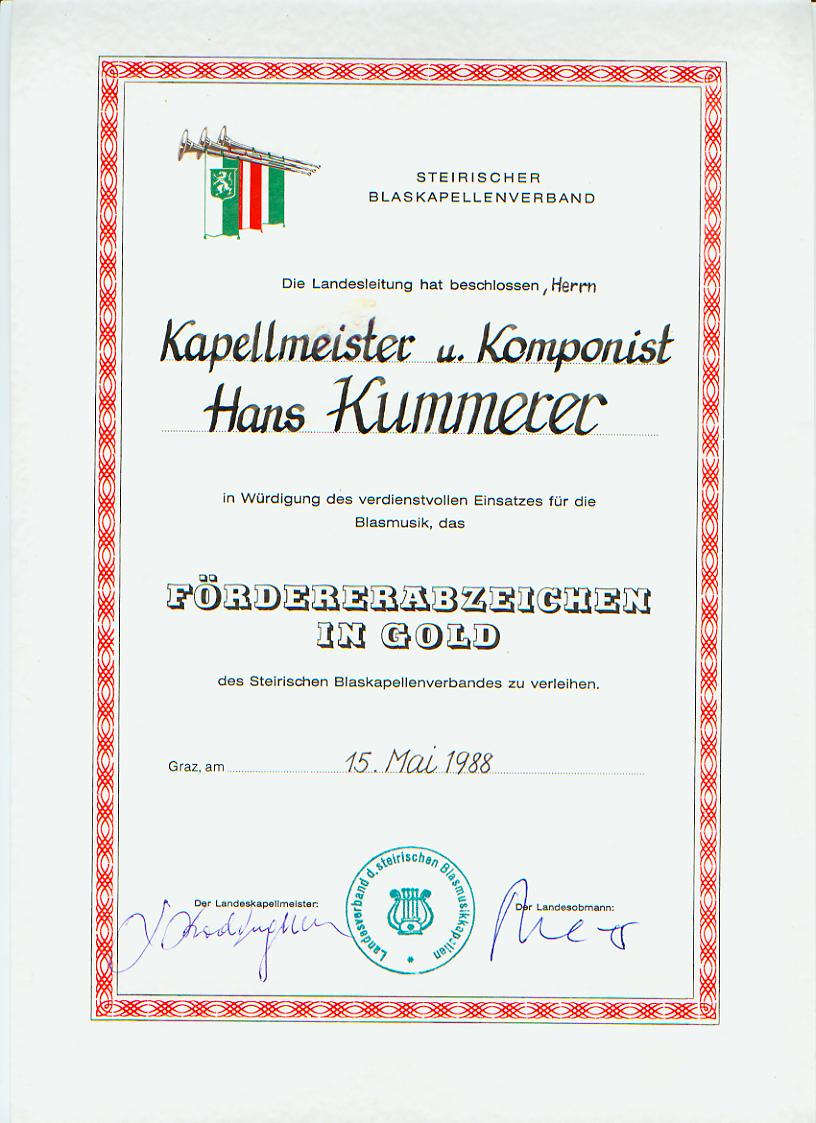 STEIRISCHER
BLASKAPELLENVERBAND
Die Landesleitung hat beschlossen, Herrn
Kapellmeister u. Komponist
Hans Kummerer
in Würdigung des verdienstvollen Einsatzes für die
Blasmusik, das
FÖRDERERABZEICHEN
IN GOLD
des Steirischen Blaskapellenverbandes zu verleihen.
Graz, am 15. Mai 1988
Landesverband d. steirischen Blasmusikkapellen *
Der Landeskapellmeister:
Der Landesobmann: